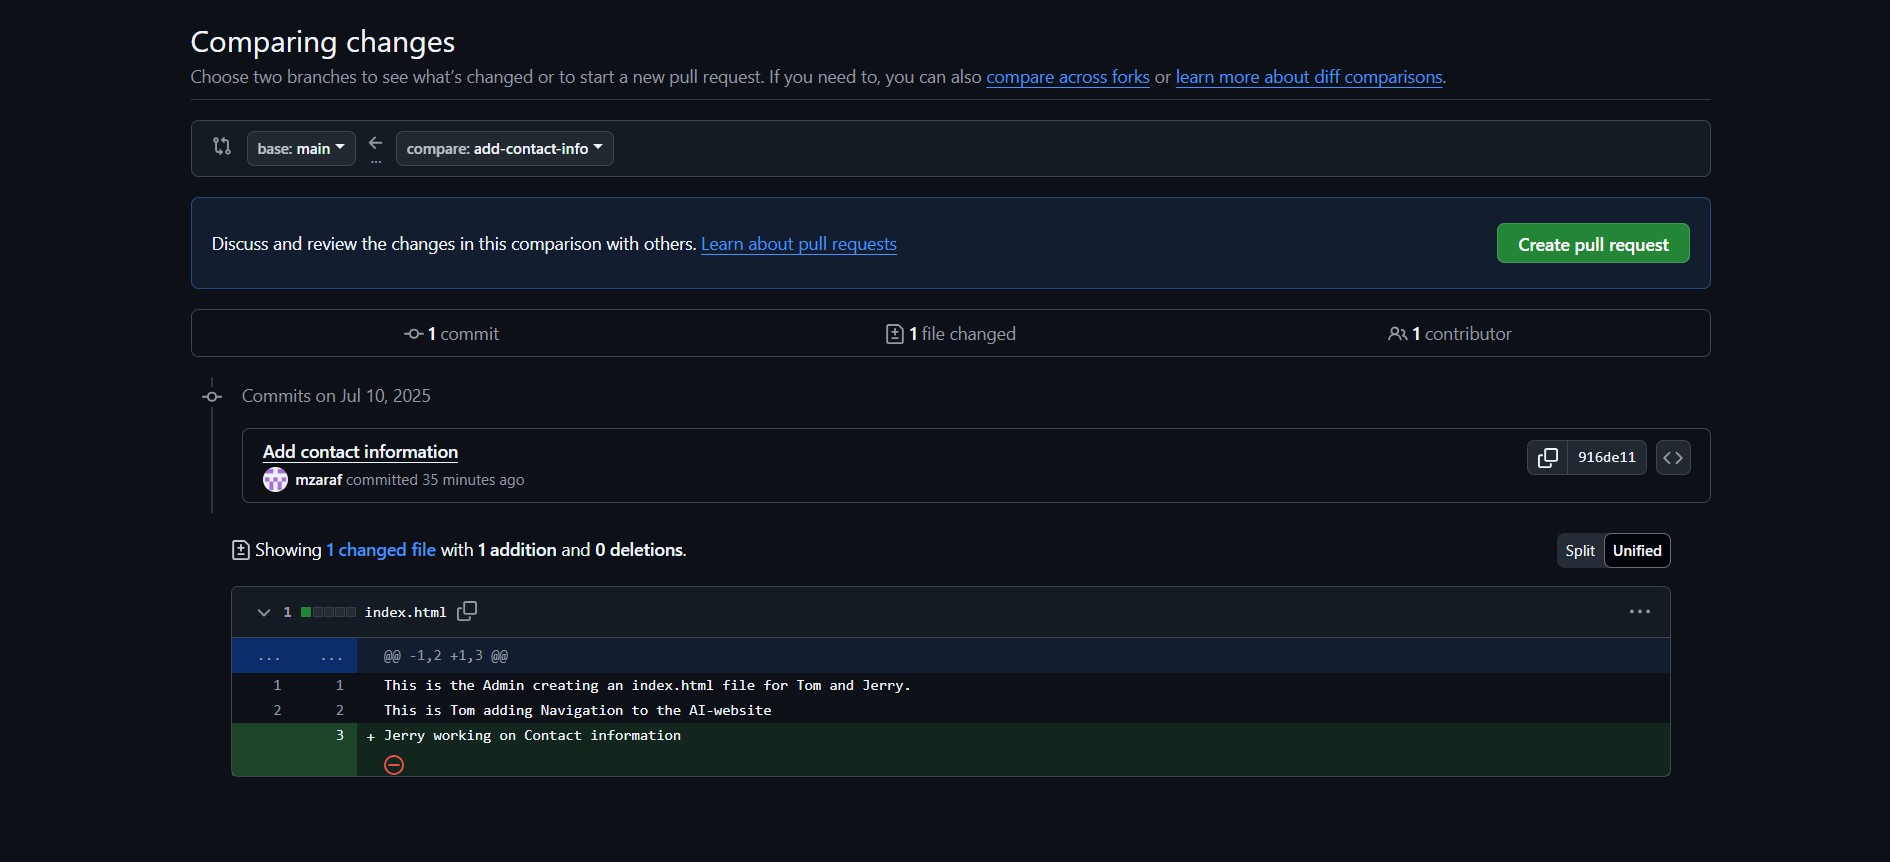 Comparing changes
Choose two branches to see what's changed or to start a new pull request. If you need to, you can also compare across forks or learn more about diff comparisons.
base: main
...
compare: add-contact-info
Discuss and review the changes in this comparison with others. Learn about pull requests
Create pull request
1 commit
1 file changed
1 contributor
Commits on Jul 10, 2025
Add contact information
916de11
mzaraf committed 35 minutes ago
Showing 1 changed file with 1 addition and 0 deletions.
Split
Unified
1
index.html
...
... ... @@ -1,2 +1,3 @@
1 1 This is the Admin creating an index.html file for Tom and Jerry.
2 2 This is Tom adding Navigation to the AI-website
3 + Jerry working on Contact information